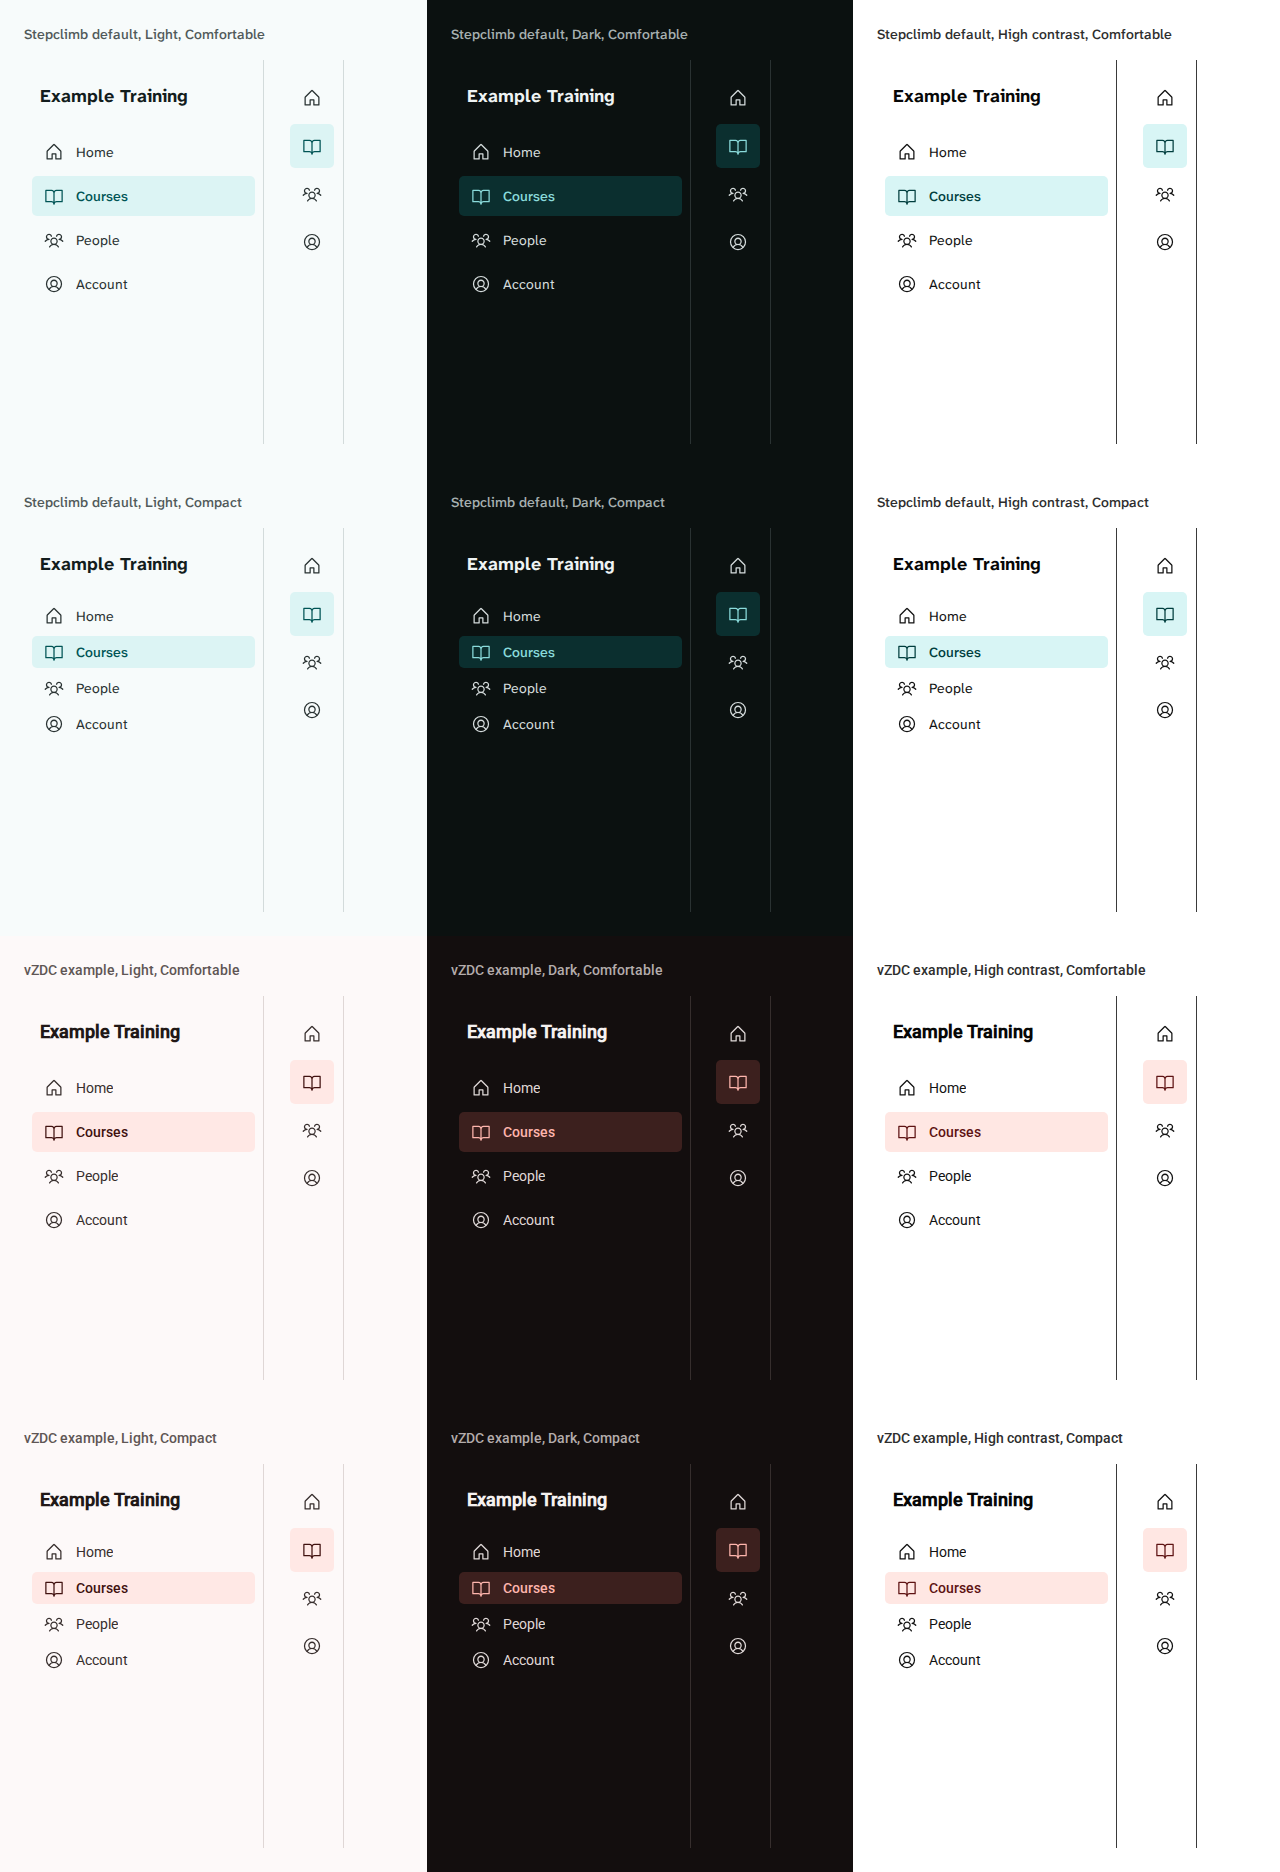 Stepclimb default, Light, Comfortable
Example Training
Home
Courses
People
Account
Stepclimb default, Dark, Comfortable
Example Training
Home
Courses
People
Account
Stepclimb default, High contrast, Comfortable
Example Training
Home
Courses
People
Account
Stepclimb default, Light, Compact
Example Training
Home
Courses
People
Account
Stepclimb default, Dark, Compact
Example Training
Home
Courses
People
Account
Stepclimb default, High contrast, Compact
Example Training
Home
Courses
People
Account
vZDC example, Light, Comfortable
Example Training
Home
Courses
People
Account
vZDC example, Dark, Comfortable
Example Training
Home
Courses
People
Account
vZDC example, High contrast, Comfortable
Example Training
Home
Courses
People
Account
vZDC example, Light, Compact
Example Training
Home
Courses
People
Account
vZDC example, Dark, Compact
Example Training
Home
Courses
People
Account
vZDC example, High contrast, Compact
Example Training
Home
Courses
People
Account